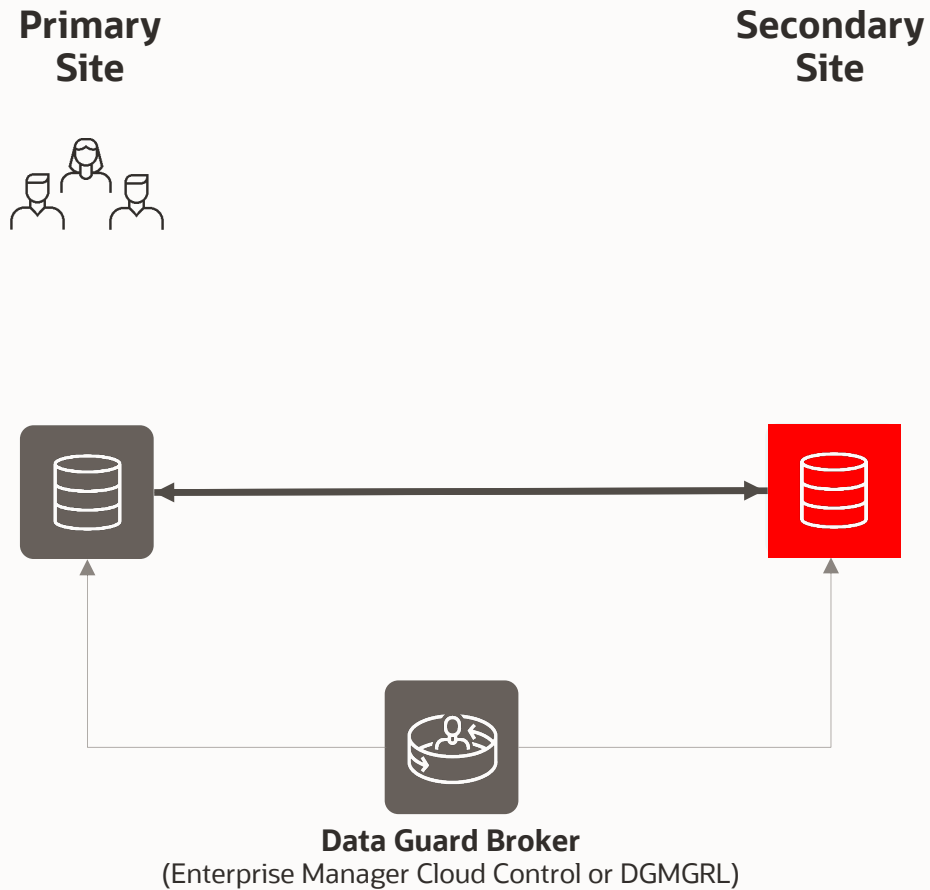 Primary
Site
Secondary
Site
Data Guard Broker
(Enterprise Manager Cloud Control or DGMGRL)